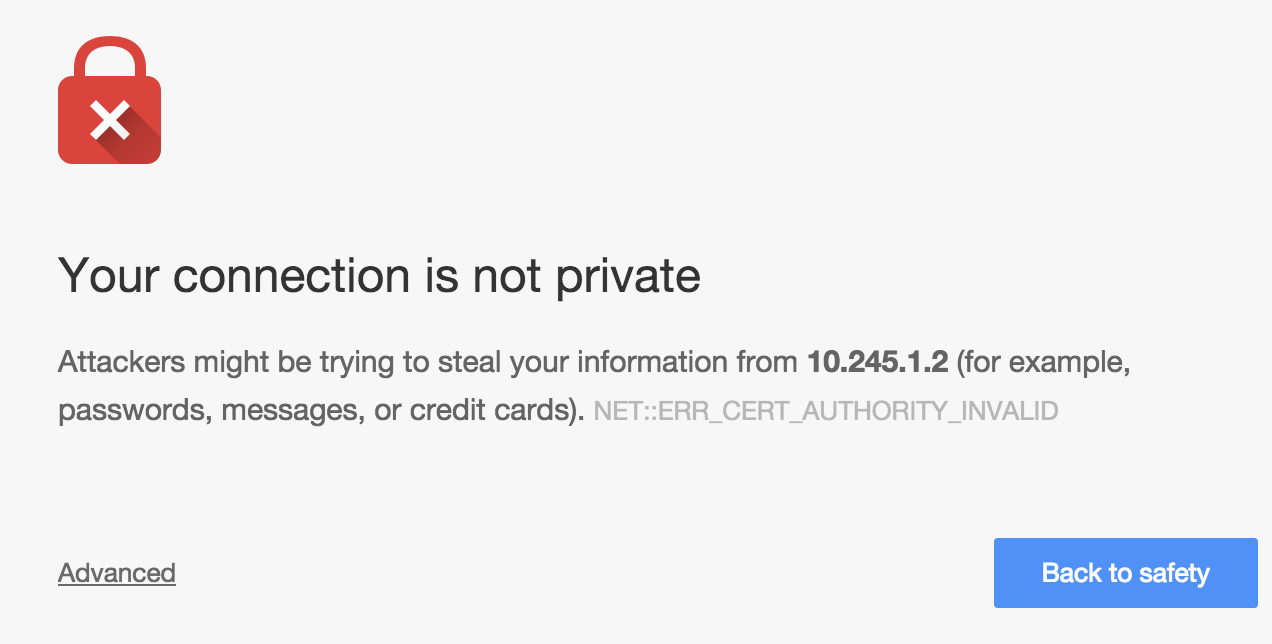 Your connection is not private
Attackers might be trying to steal your information from 10.245.1.2 (for example,
passwords, messages, or credit cards). NET::ERR_CERT_AUTHORITY_INVALID
Advanced
Back to safety